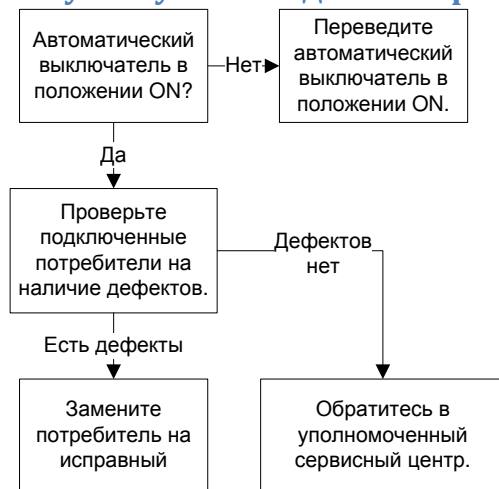 Автоматический
выключатель в
положении ON?
Нет
Переведите
автоматический
выключатель в
положении ON.
Да
Проверьте
подключенные
потребители на
наличие дефектов.
Дефектов
нет
Есть дефекты
Замените
потребитель на
исправный
Обратитесь в
уполномоченный
сервисный центр.